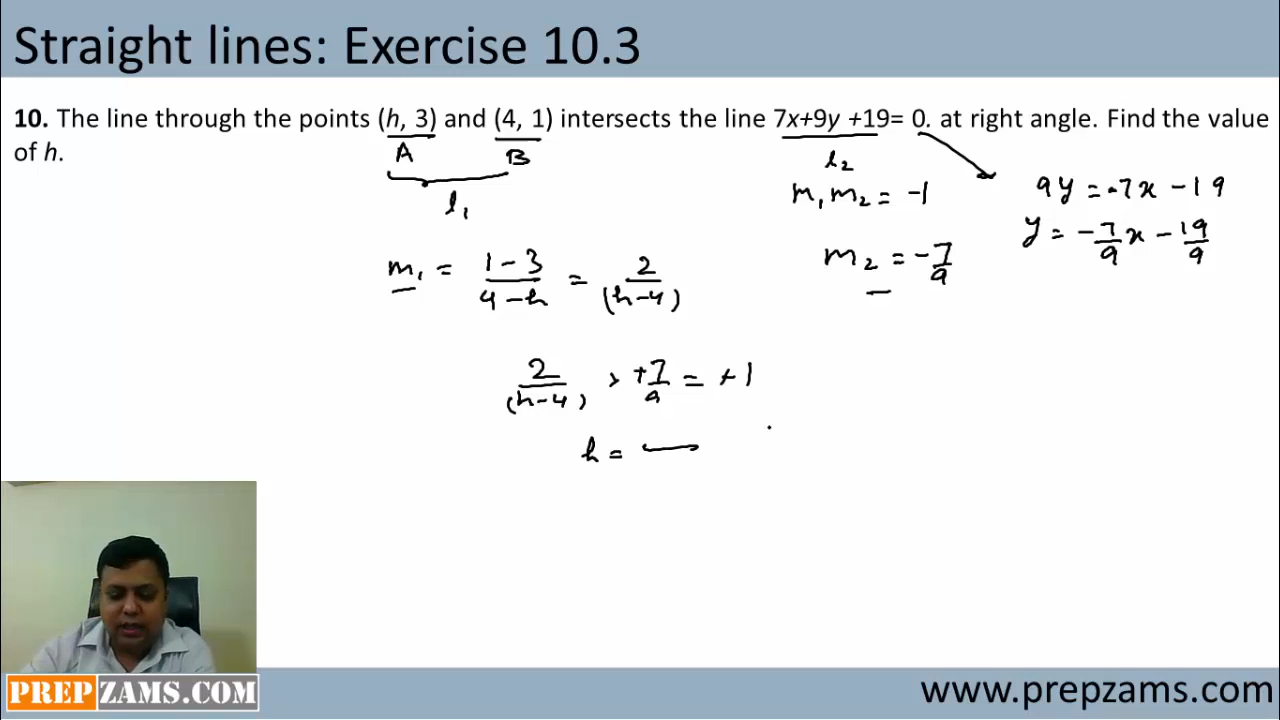 Straight lines: Exercise 10.3
10. The line through the points (h, 3) and (4, 1) intersects the line 7x+9y +19= 0. at right angle. Find the value
of h.
A
B
l₂
l₁
m₁m₂ = -1
9y = -7x - 19
y = -7/9 x - 19/9
m₁ = (1 - 3)/(4 - h) = 2/(h-4)
m₂ = -7/9
2/(h-4) × +7/9 = +1
h =
PREPZAMS.COM
www.prepzams.com